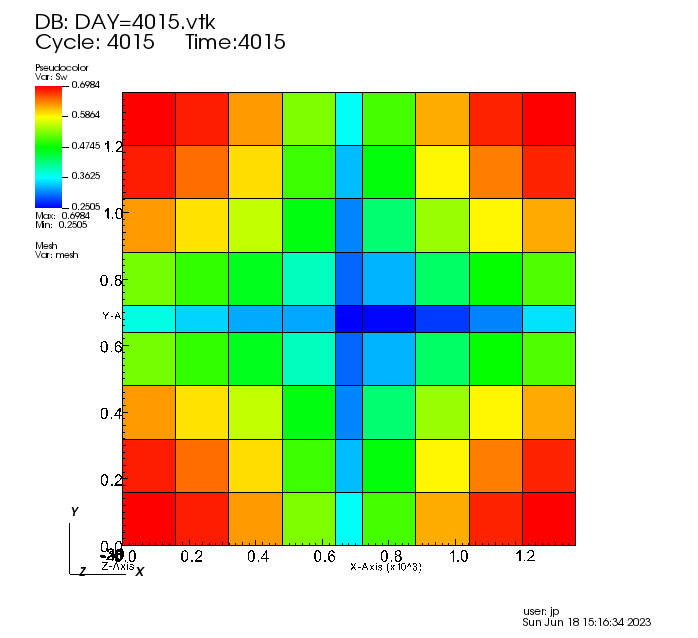 DB: DAY=4015.vtk
Cycle: 4015 Time:4015
Pseudocolor
Var: Sw
0.6984
0.5864
0.4745
0.3625
0.2505
Max: 0.6984
Min: 0.2505
Mesh
Var: mesh
1.2
1.0
0.8
Y-A
0.6
0.4
0.2
0.0
0.0 0.2 0.4 0.6 0.8 1.0 1.2
Z-Axis
X-Axis (x10^3)
Y
Z X
user: jp
Sun Jun 18 15:16:34 2023